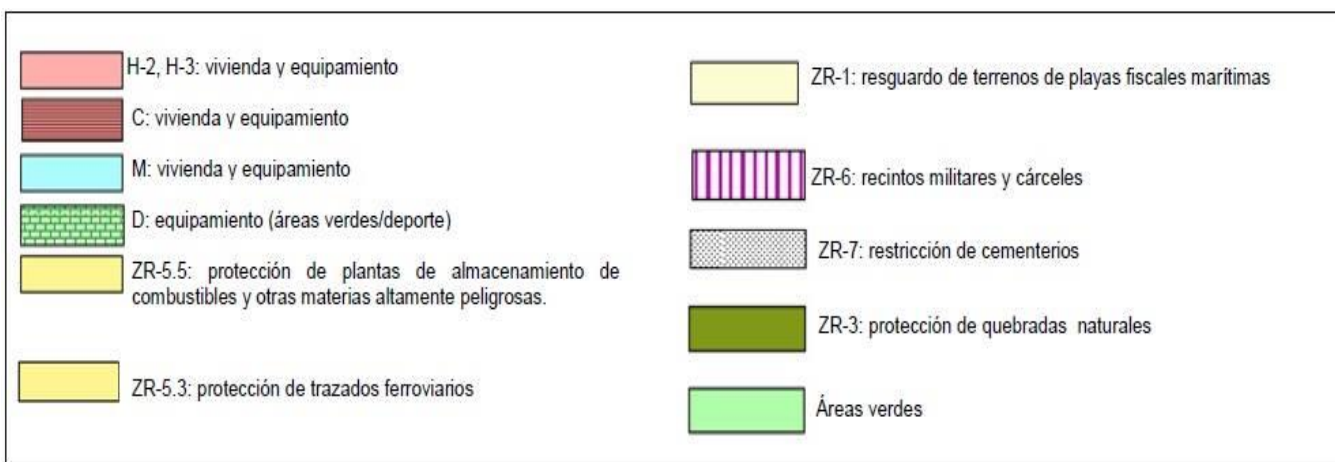 H-2, H-3: vivienda y equipamiento
C: vivienda y equipamiento
M: vivienda y equipamiento
D: equipamiento (áreas verdes/deporte)
ZR-5.5: protección de plantas de almacenamiento de
combustibles y otras materias altamente peligrosas.
ZR-5.3: protección de trazados ferroviarios
ZR-1: resguardo de terrenos de playas fiscales marítimas
ZR-6: recintos militares y cárceles
ZR-7: restricción de cementerios
ZR-3: protección de quebradas naturales
Áreas verdes